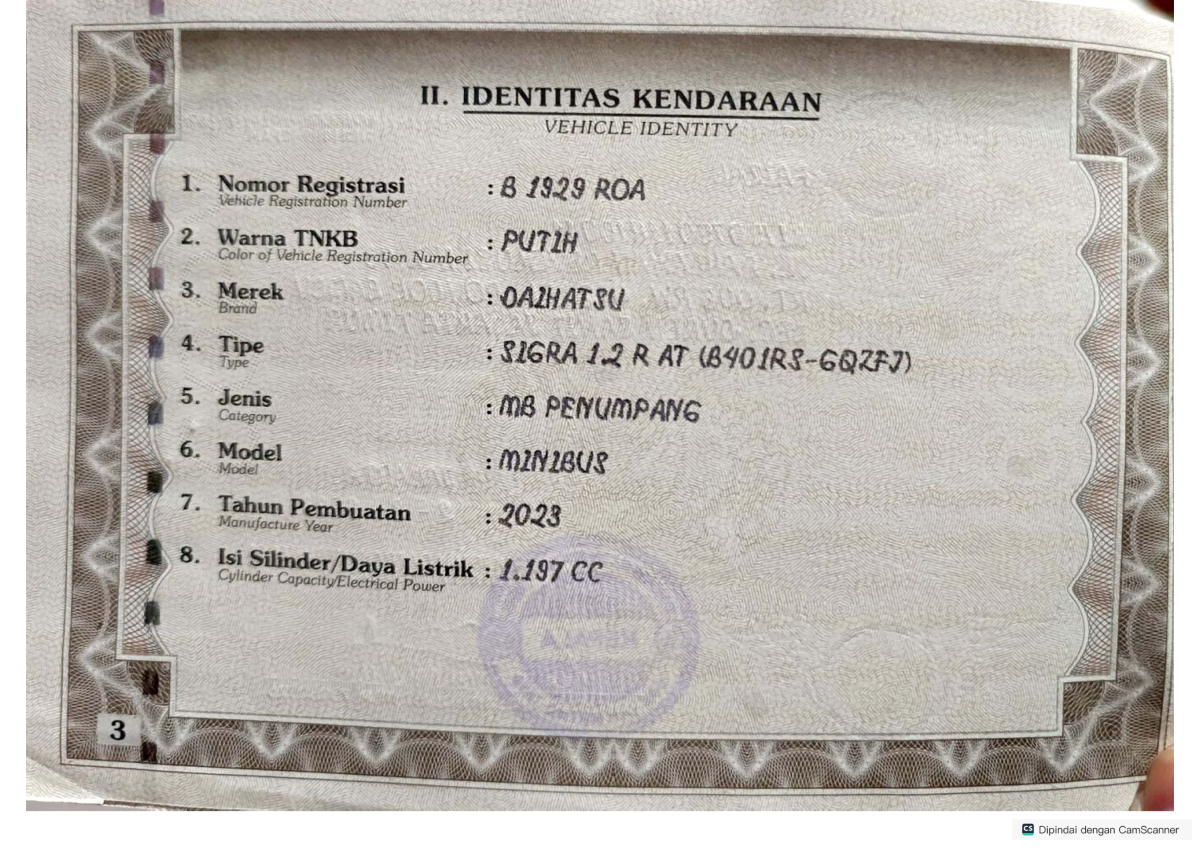 II. IDENTITAS KENDARAAN
VEHICLE IDENTITY
1. Nomor Registrasi : B 1929 ROA
Vehicle Registration Number
2. Warna TNKB : PUTIH
Color of Vehicle Registration Number
3. Merek : DAIHATSU
Brand
4. Tipe : SIGRA 1.2 R AT (B401RS-GQZFJ)
Type
5. Jenis : MB PENUMPANG
Category
6. Model : MINIBUS
Model
7. Tahun Pembuatan : 2023
Manufacture Year
8. Isi Silinder/Daya Listrik : 1.197 CC
Cylinder Capacity/Electrical Power
3
CS Dipindai dengan CamScanner